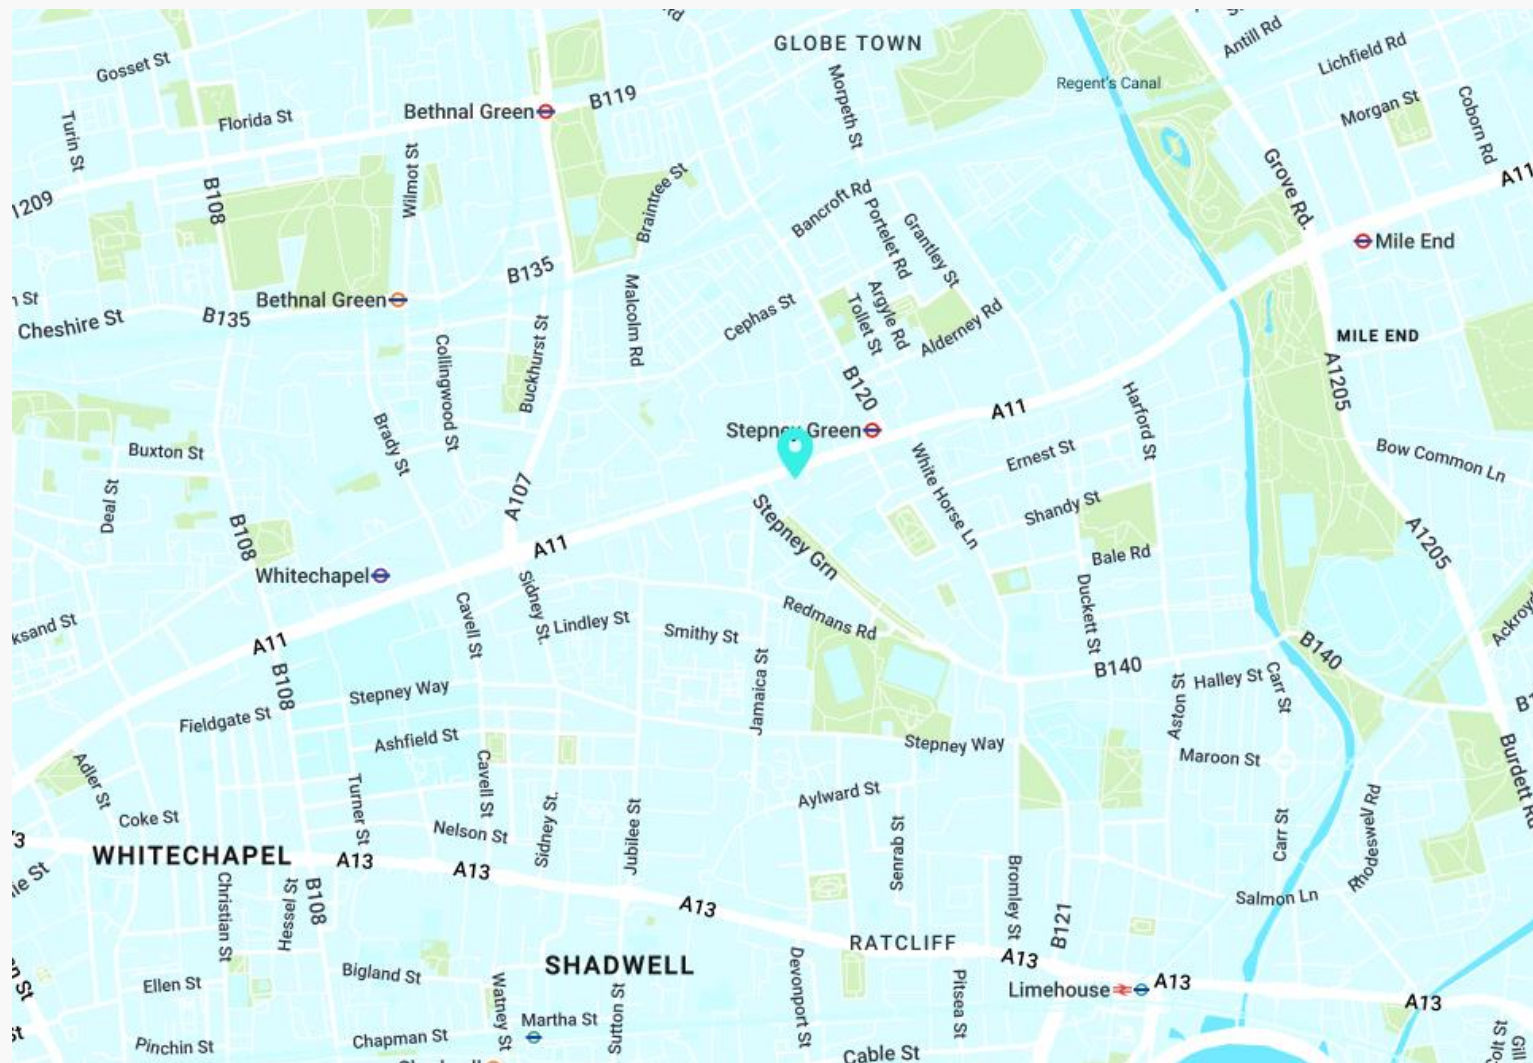 GLOBE TOWN
Antill Rd
Lichfield Rd
Gosset St
Regent's Canal
Morpeth St
Bethnal Green
B119
Morgan St
Coborn Rd
Florida St
Turin St
Wilmot St
Braintree St
Grove Rd.
A11
1209
B108
Bancroft Rd
Portelet Rd
Grantley St
Mile End
B135
Bethnal Green
n St
Cheshire St
B135
Malcolm Rd
Cephas St
Argyle Rd
Tollet St
Alderney Rd
MILE END
Collingwood St
Buckhurst St
B120
A11
Harford St
A1205
Brady St
Stepney Green
Buxton St
Ernest St
Bow Common Ln
Deal St
A107
White Horse Ln
Shandy St
B108
Stepney Grn
A11
Bale Rd
A1205
Whitechapel
Sidney St.
Cavell St
Lindley St
Smithy St
Redmans Rd
Duckett St
ksand St
A11
B140
B140
B108
Stepney Way
Jamaica St
Aston St
Halley St
Carr St
Fieldgate St
Ashfield St
Stepney Way
Maroon St
Adler St
Cavell St
Turner St
Aylward St
Rhodeswell Rd
Coke St
Nelson St
Sidney St.
Jubilee St
Senrab St
Carr St
WHITECHAPEL
A13
A13
Christian St
Hessel St
B108
A13
Bromley St
B121
Salmon Ln
RATCLIFF
A13
SHADWELL
Ellen St
Bigland St
Watney St
Sutton St
Devonport St
Pitsea St
Limehouse
A13
A13
Martha St
Pinchin St
Chapman St
Cable St